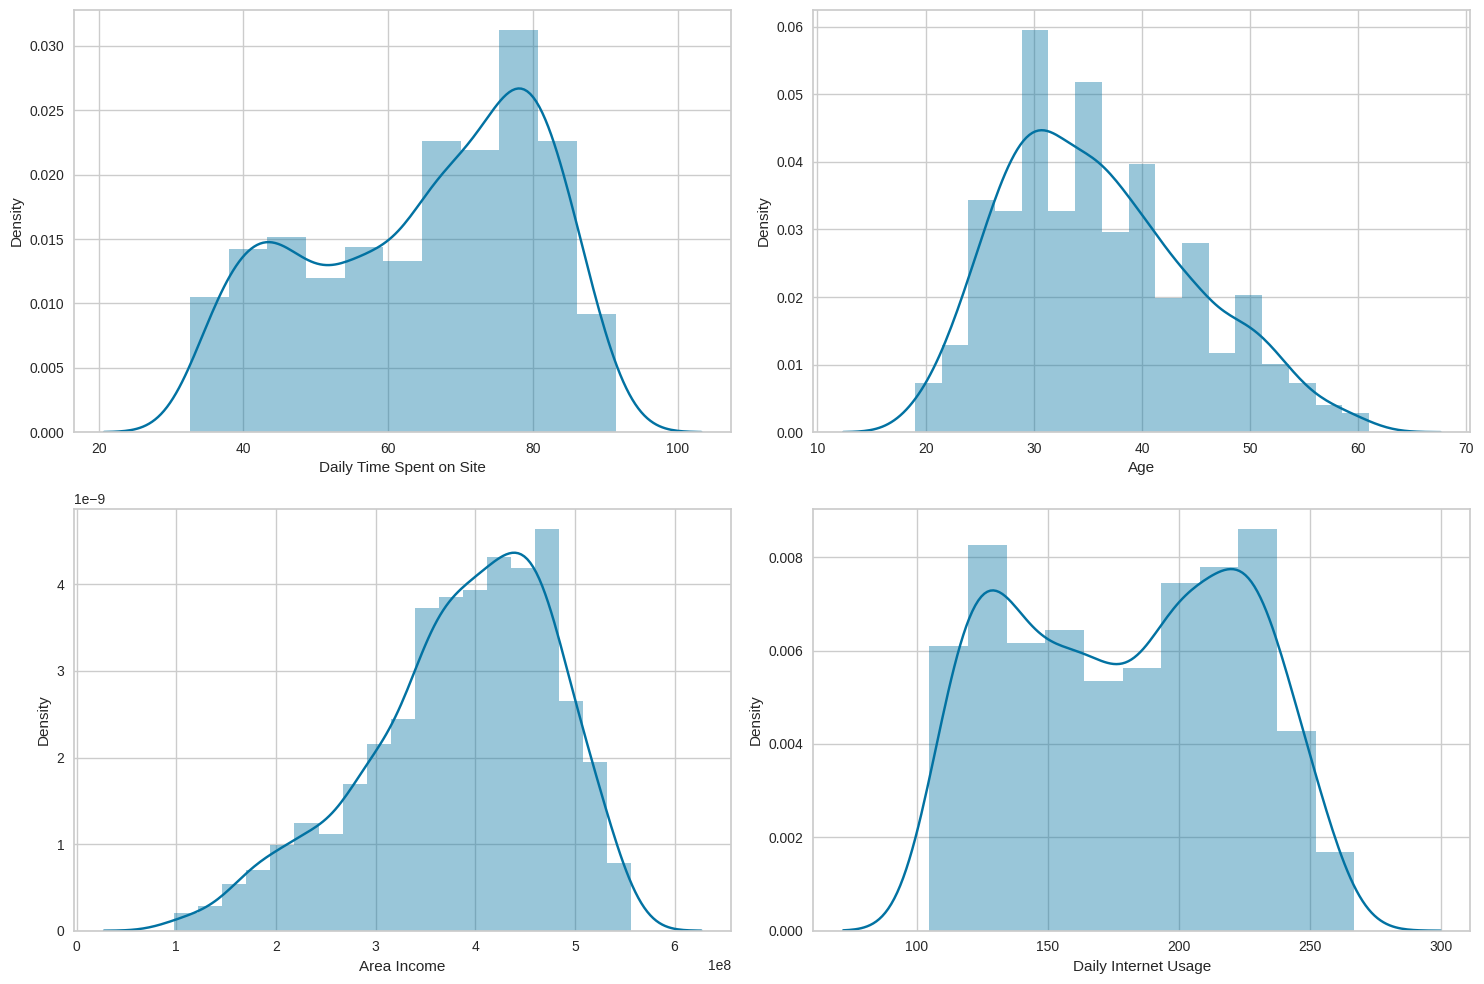 0.030
0.025
0.020
0.015
0.010
0.005
0.000
Density
20 40 60 80 100
Daily Time Spent on Site
0.06
0.05
0.04
0.03
0.02
0.01
0.00
Density
10 20 30 40 50 60 70
Age
1e−9
4
3
2
1
0
Density
0 1 2 3 4 5 6
1e8
Area Income
0.008
0.006
0.004
0.002
0.000
Density
100 150 200 250 300
Daily Internet Usage